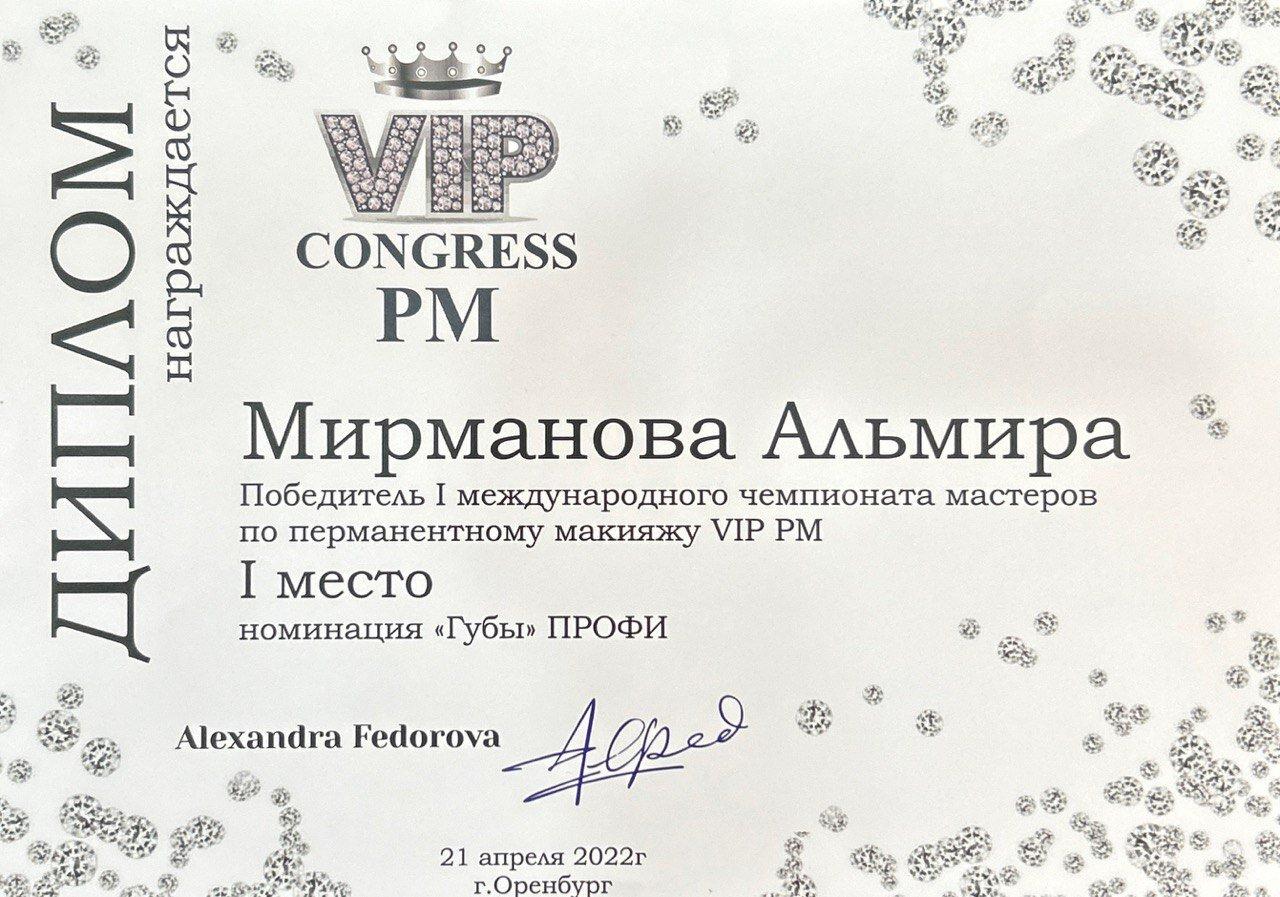 ДИПЛОМ
награждается
VIP
CONGRESS
PM
Мирманова Альмира
Победитель I международного чемпионата мастеров
по перманентному макияжу VIP PM
I место
номинация «Губы» ПРОФИ
Alexandra Fedorova
21 апреля 2022г
г.Оренбург